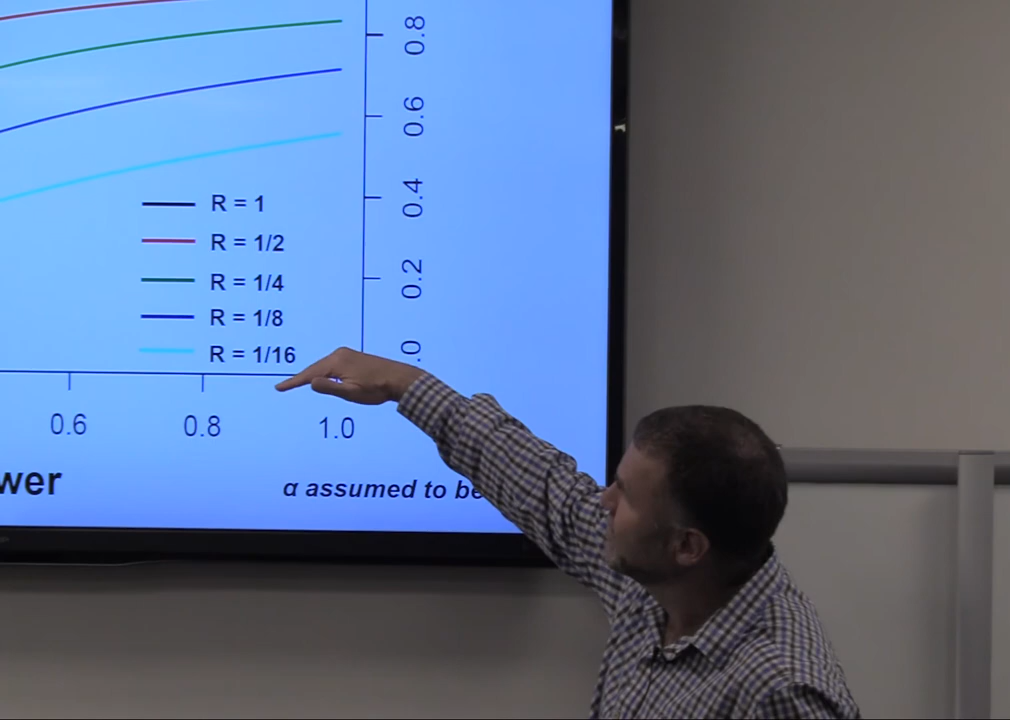 0.8
0.6
0.4
0.2
.0
R = 1
R = 1/2
R = 1/4
R = 1/8
R = 1/16
0.6 0.8 1.0
wer
α assumed to be